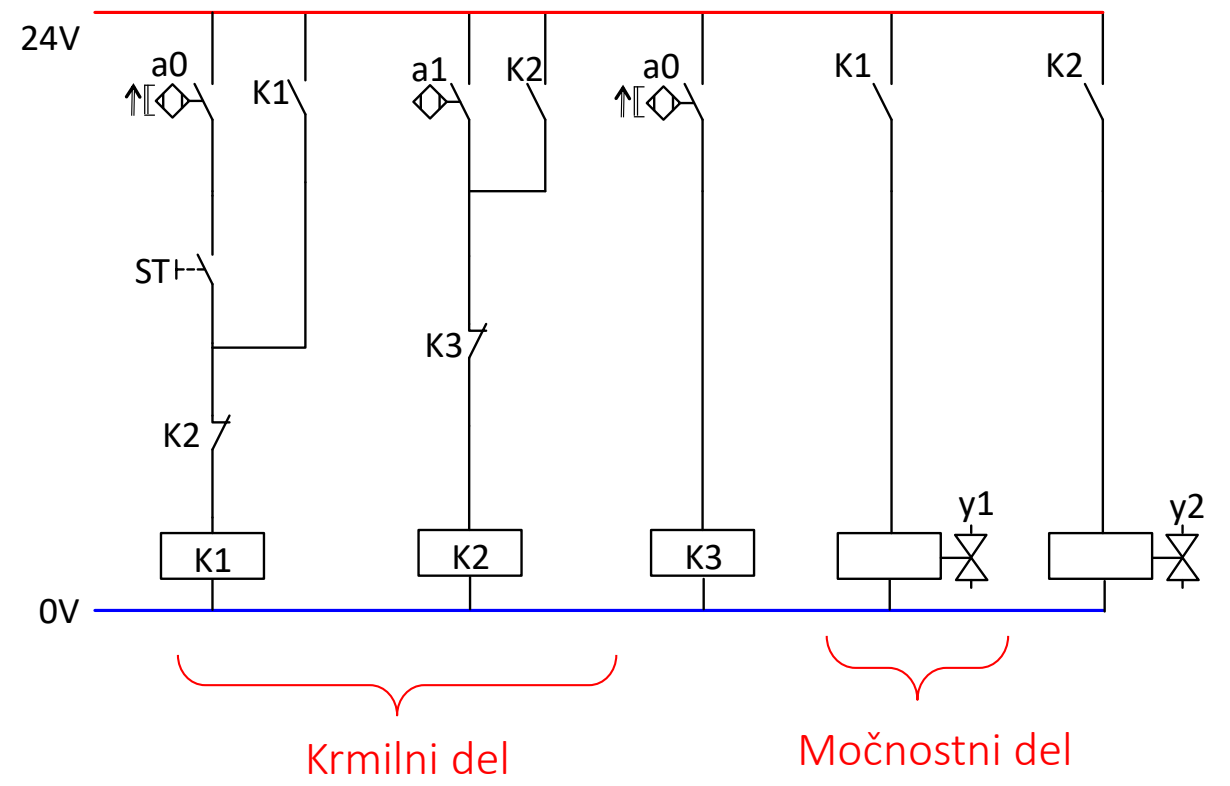 24V
a0
K1
a1
K2
a0
K1
K2
ST
K3
K2
y1
y2
K1
K2
K3
0V
Krmilni del
Močnostni del